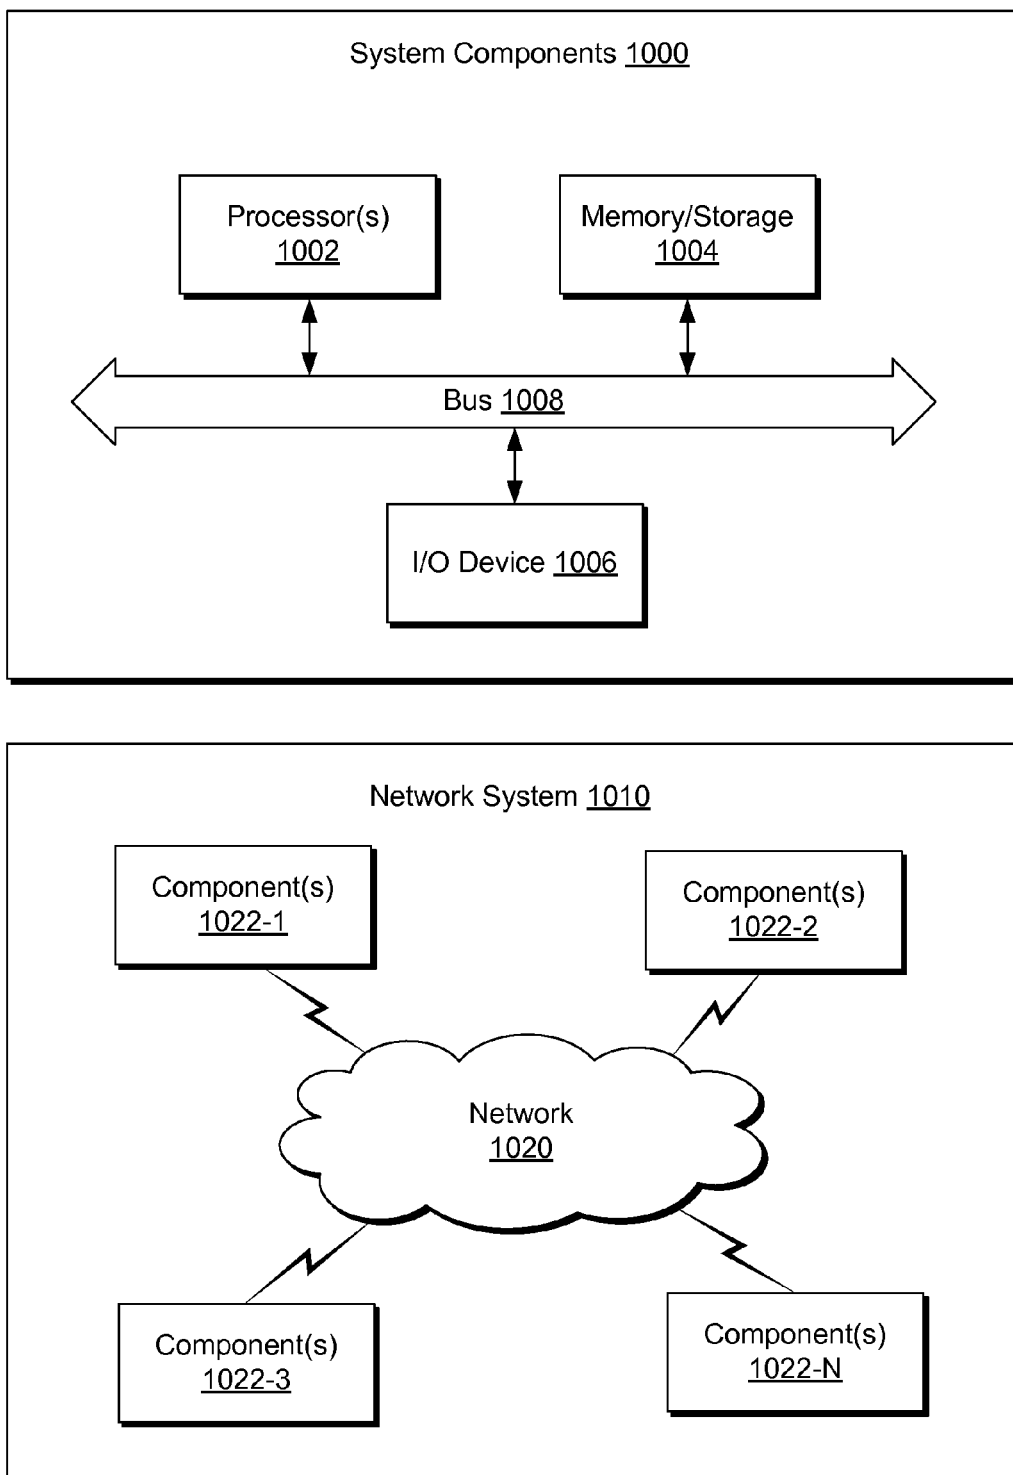 System Components 1000
Processor(s)
1002
Memory/Storage
1004
Bus 1008
I/O Device 1006
Network System 1010
Component(s)
1022-1
Component(s)
1022-2
Network
1020
Component(s)
1022-3
Component(s)
1022-N